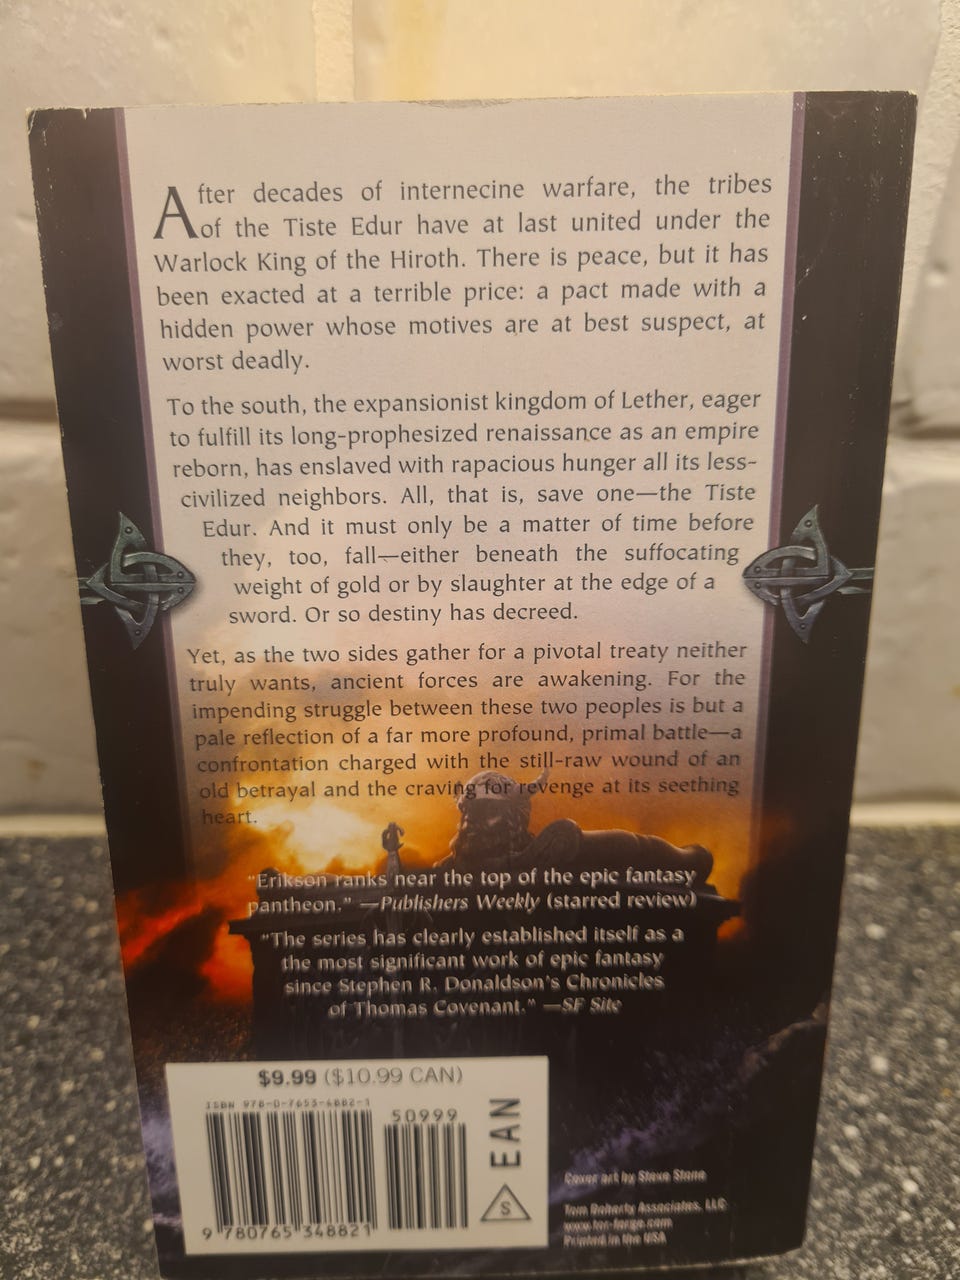 After decades of internecine warfare, the tribes
of the Tiste Edur have at last united under the
Warlock King of the Hiroth. There is peace, but it has
been exacted at a terrible price: a pact made with a
hidden power whose motives are at best suspect, at
worst deadly.
To the south, the expansionist kingdom of Lether, eager
to fulfill its long-prophesized renaissance as an empire
reborn, has enslaved with rapacious hunger all its less-
civilized neighbors. All, that is, save one—the Tiste
Edur. And it must only be a matter of time before
they, too, fall—either beneath the suffocating
weight of gold or by slaughter at the edge of a
sword. Or so destiny has decreed.
Yet, as the two sides gather for a pivotal treaty neither
truly wants, ancient forces are awakening. For the
impending struggle between these two peoples is but a
pale reflection of a far more profound, primal battle—a
confrontation charged with the still-raw wound of an
old betrayal and the craving for revenge at its seething
heart.
"Erikson ranks near the top of the epic fantasy
pantheon." —Publishers Weekly (starred review)
"The series has clearly established itself as a
the most significant work of epic fantasy
since Stephen R. Donaldson's Chronicles
of Thomas Covenant." —SF Site
$9.99 ($10.99 CAN)
ISBN 978-0-7653-4882-1
50999
9 780765 348821
EAN
S
Cover art by Steve Stone
Tom Doherty Associates, LLC
www.tor-forge.com
Printed in the USA